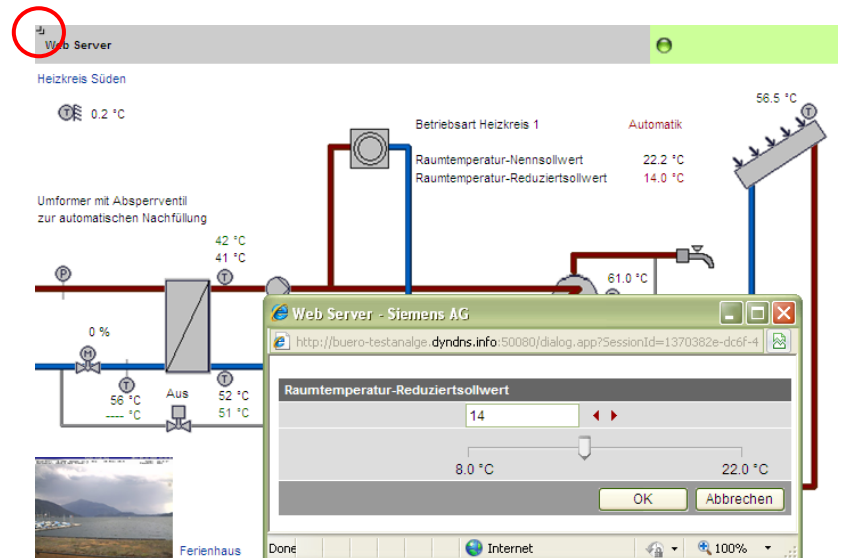 Web Server
Heizkreis Süden
T 0.2 °C
56.5 °C
T
Betriebsart Heizkreis 1 Automatik
Raumtemperatur-Nennsollwert 22.2 °C
Raumtemperatur-Reduziertsollwert 14.0 °C
Umformer mit Absperrventil
zur automatischen Nachfüllung
42 °C
41 °C
P
T
61.0 °C
0 %
M
T
T
56 °C
Aus
52 °C
---- °C
51 °C
Ferienhaus
Web Server - Siemens AG
http://buero-testanalge.dyndns.info:50080/dialog.app?SessionId=1370382e-dc6f-4
Raumtemperatur-Reduziertsollwert
14
8.0 °C 22.0 °C
OK Abbrechen
Done Internet 100%